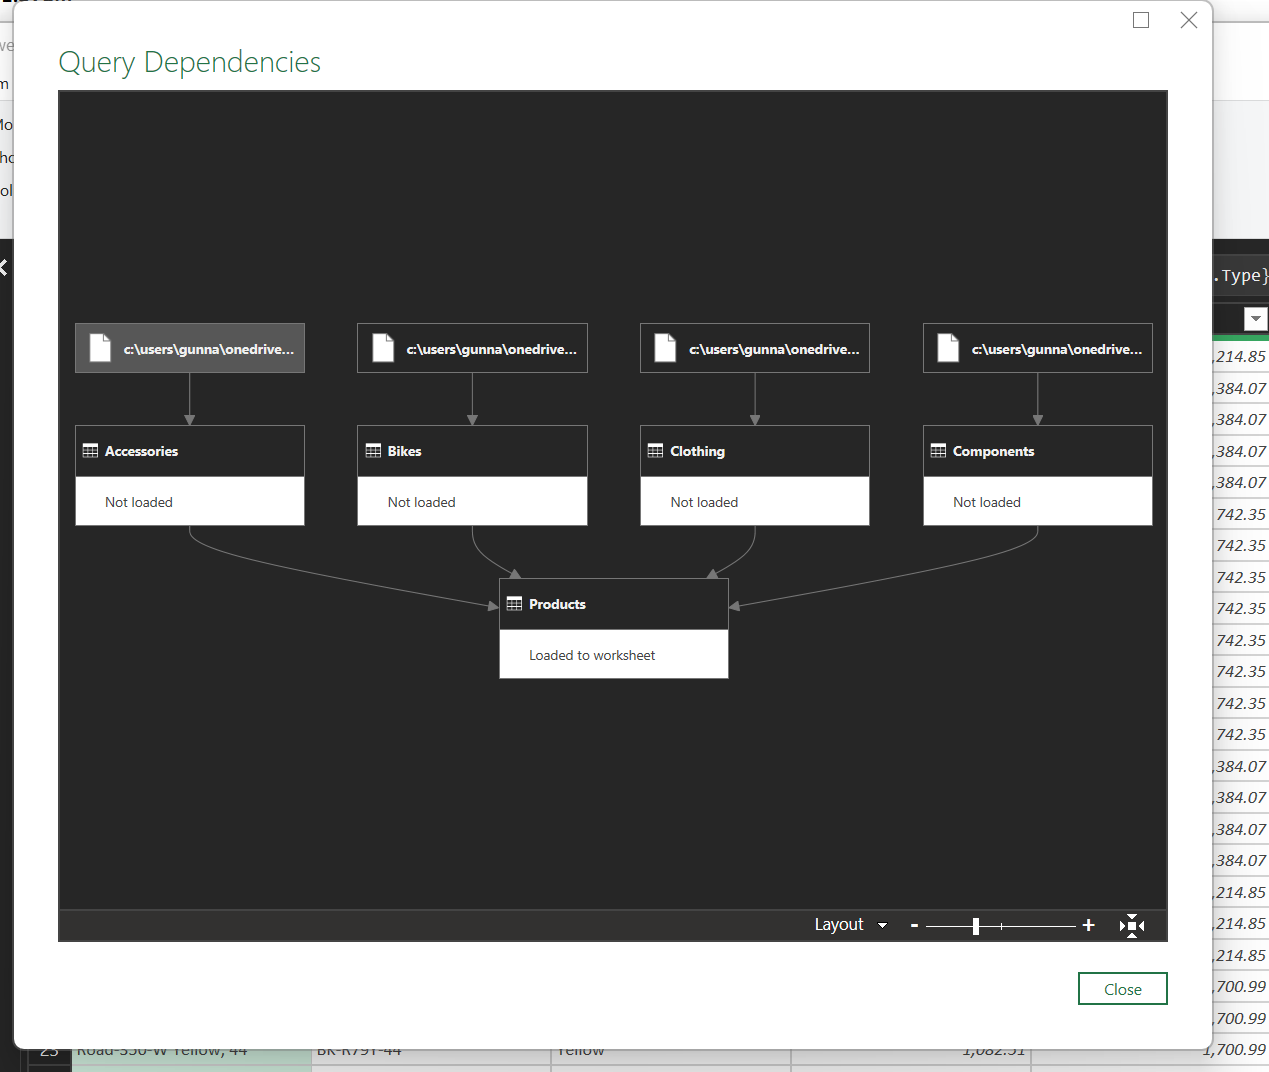 Query Dependencies
c:\users\gunna\onedrive...
c:\users\gunna\onedrive...
c:\users\gunna\onedrive...
c:\users\gunna\onedrive...
Accessories
Not loaded
Bikes
Not loaded
Clothing
Not loaded
Components
Not loaded
Products
Loaded to worksheet
Layout
-
+
Close
.Type}
,214.85
,384.07
,384.07
,384.07
,384.07
742.35
742.35
742.35
742.35
742.35
742.35
742.35
742.35
,384.07
,384.07
,384.07
,384.07
,214.85
,214.85
,214.85
,700.99
,700.99
23 Road-350-W Yellow, 44 BK-R79Y-44 Yellow 1,082.51 1,700.99